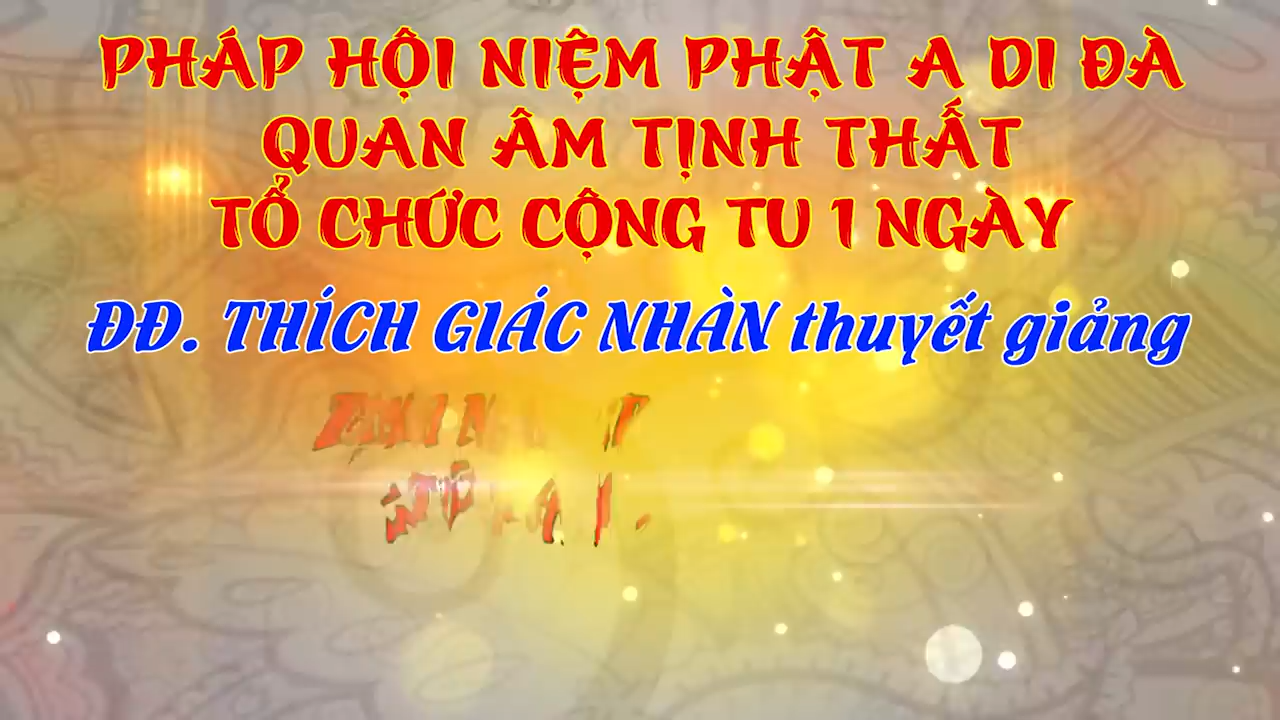 PHÁP HỘI NIỆM PHẬT A DI ĐÀ
QUAN ÂM TỊNH THẤT
TỔ CHỨC CỘNG TU 1 NGÀY
ĐĐ. THÍCH GIÁC NHÀN thuyết giảng